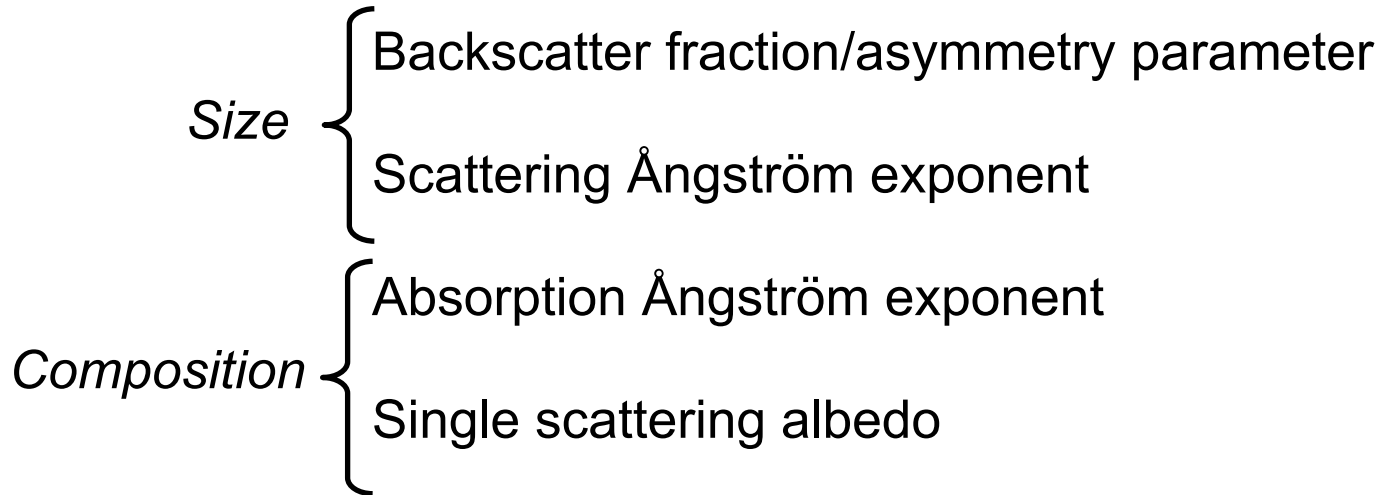 Backscatter fraction/asymmetry parameter
Size
Scattering Ångström exponent
Absorption Ångström exponent
Composition
Single scattering albedo